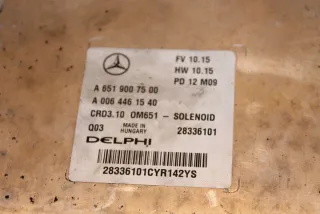 FV 10.15
HW 10.15
PD 12 M09
A 651 900 75 00
A 006 446 15 40
CRD3.10 OM651 - SOLENOID
Q03
MADE IN
HUNGARY
28336101
DELPHI
28336101CYR142YS